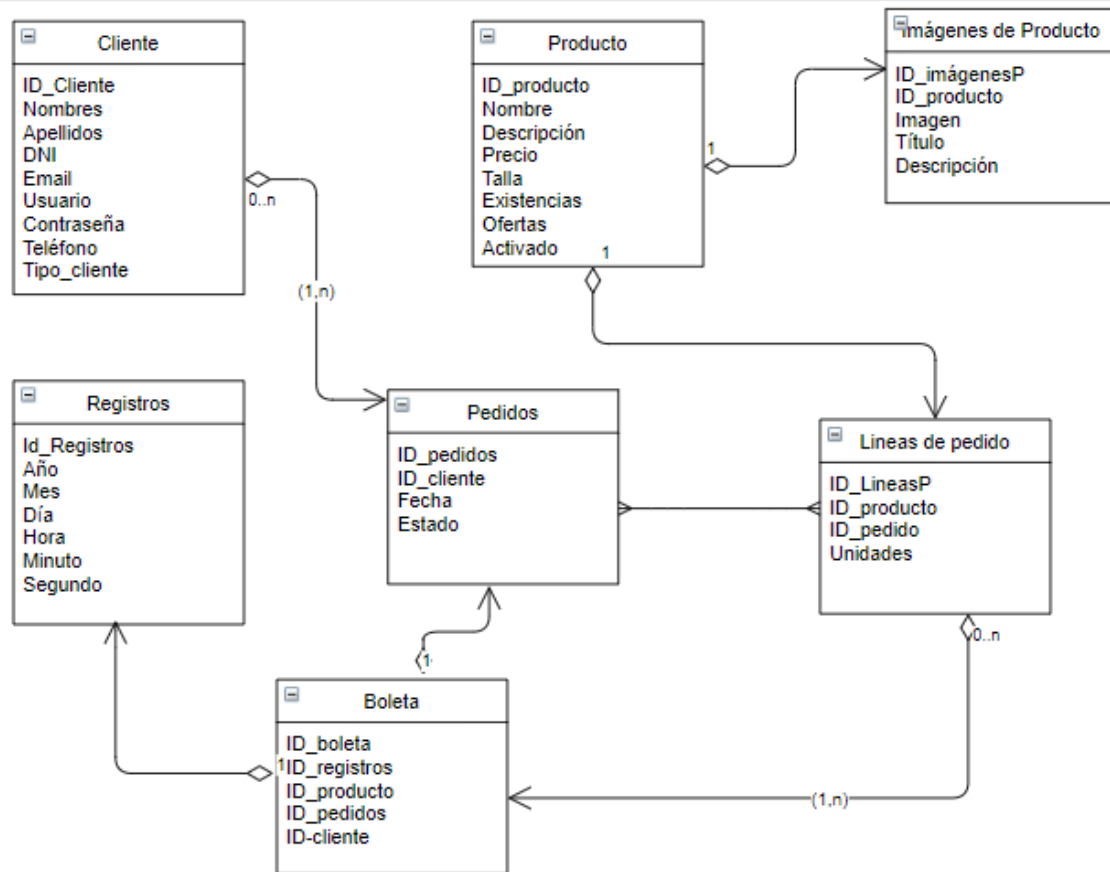 Cliente
ID_Cliente
Nombres
Apellidos
DNI
Email
Usuario
Contraseña
Teléfono
Tipo_cliente
0..n
(1,n)
Producto
ID_producto
Nombre
Descripción
Precio
Talla
Existencias
Ofertas
Activado
1
1
Imágenes de Producto
ID_imágenesP
ID_producto
Imagen
Título
Descripción
Registros
Id_Registros
Año
Mes
Día
Hora
Minuto
Segundo
Pedidos
ID_pedidos
ID_cliente
Fecha
Estado
Lineas de pedido
ID_LineasP
ID_producto
ID_pedido
Unidades
0..n
(1,n)
1
Boleta
1
ID_boleta
ID_registros
ID_producto
ID_pedidos
ID-cliente